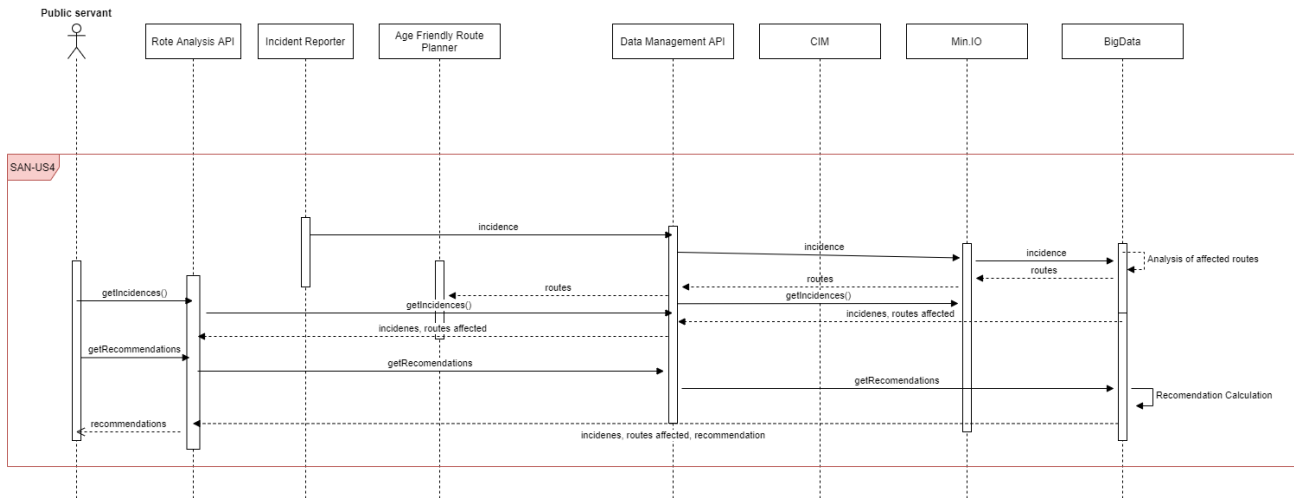 Public servant
Rote Analysis API
Incident Reporter
Age Friendly Route
Planner
Data Management API
CIM
Min.IO
BigData
SAN-US4
incidence
incidence
incidence
Analysis of affected routes
routes
routes
routes
getIncidences()
getIncidences()
getIncidences()
incidenes, routes affected
incidenes, routes affected
getRecommendations
getRecomendations
getRecomendations
Recomendation Calculation
recommendations
incidenes, routes affected, recommendation